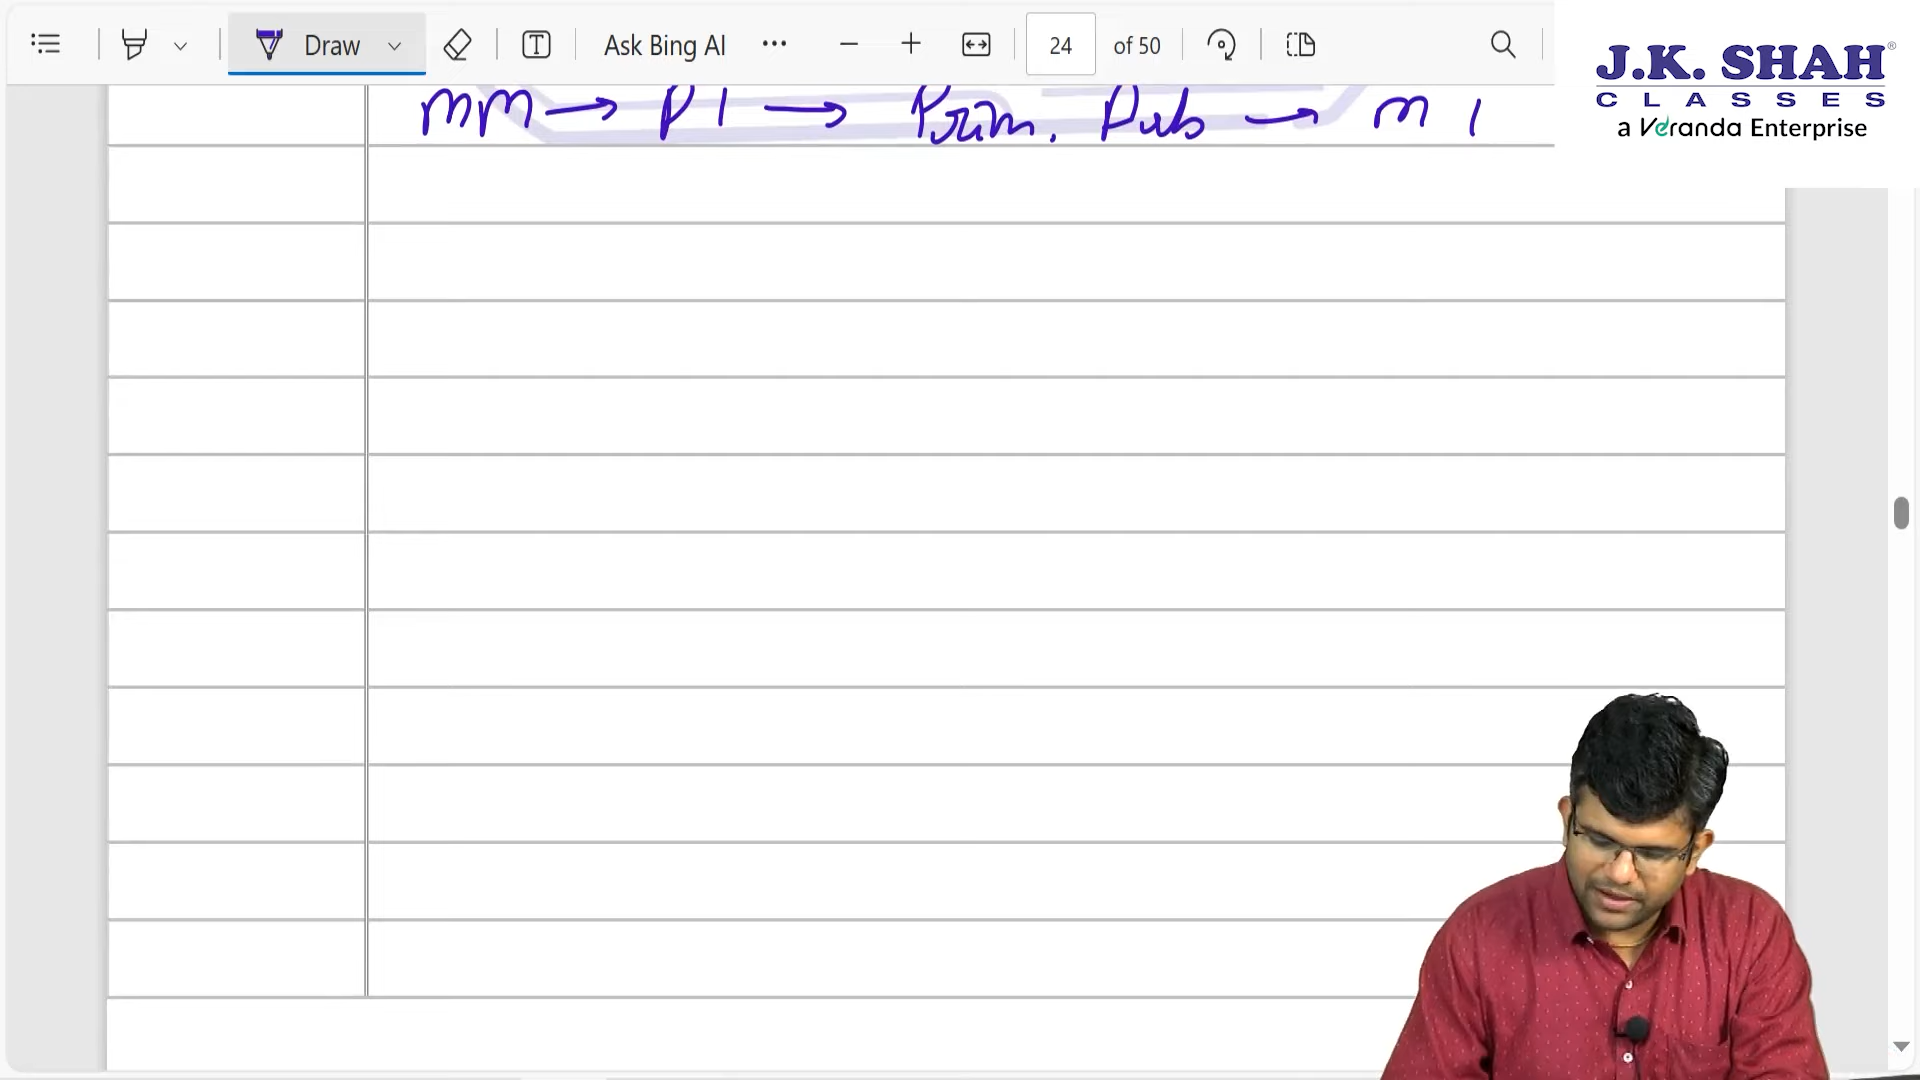 Draw
Ask Bing AI
24 of 50
J.K. SHAH®
CLASSES
a Veranda Enterprise
mm → PI → Prim. Pub → m I